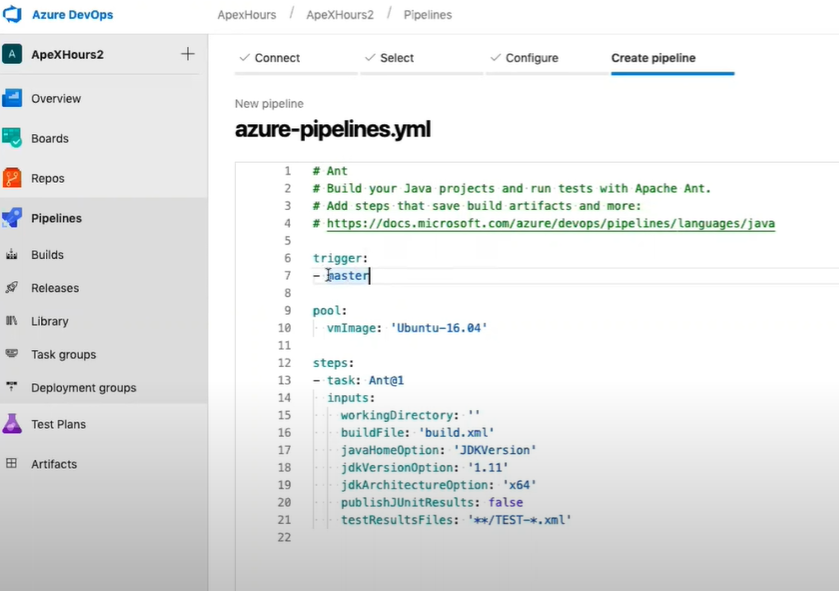 Azure DevOps
ApexHours / ApeXHours2 / Pipelines
A ApeXHours2 +
Overview
Boards
Repos
Pipelines
Builds
Releases
Library
Task groups
Deployment groups
Test Plans
Artifacts
✓ Connect ✓ Select ✓ Configure Create pipeline
New pipeline
azure-pipelines.yml
1 # Ant
2 # Build your Java projects and run tests with Apache Ant.
3 # Add steps that save build artifacts and more:
4 # https://docs.microsoft.com/azure/devops/pipelines/languages/java
5
6 trigger:
7 - master
8
9 pool:
10   vmImage: 'Ubuntu-16.04'
11
12 steps:
13 - task: Ant@1
14   inputs:
15     workingDirectory: ''
16     buildFile: 'build.xml'
17     javaHomeOption: 'JDKVersion'
18     jdkVersionOption: '1.11'
19     jdkArchitectureOption: 'x64'
20     publishJUnitResults: false
21     testResultsFiles: '**/TEST-*.xml'
22